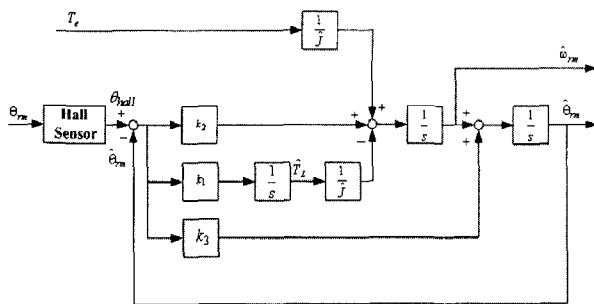 T_e
1
Ĵ
ω̂_rm
θ_rm
Hall
Sensor
θ_hall
+
−
θ̂_rm
k_2
+
+
−
1
s
+
+
1
s
θ̂_rm
k_1
1
s
T̂_L
1
Ĵ
k_3